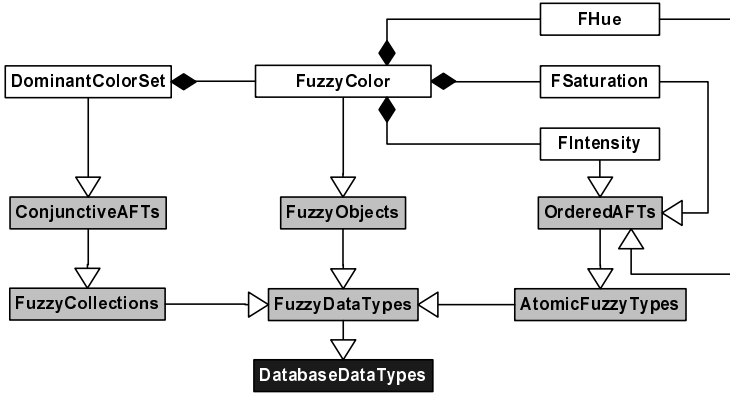 FHue
DominantColorSet
FuzzyColor
FSaturation
FIntensity
ConjunctiveAFTs
FuzzyObjects
OrderedAFTs
FuzzyCollections
FuzzyDataTypes
AtomicFuzzyTypes
DatabaseDataTypes